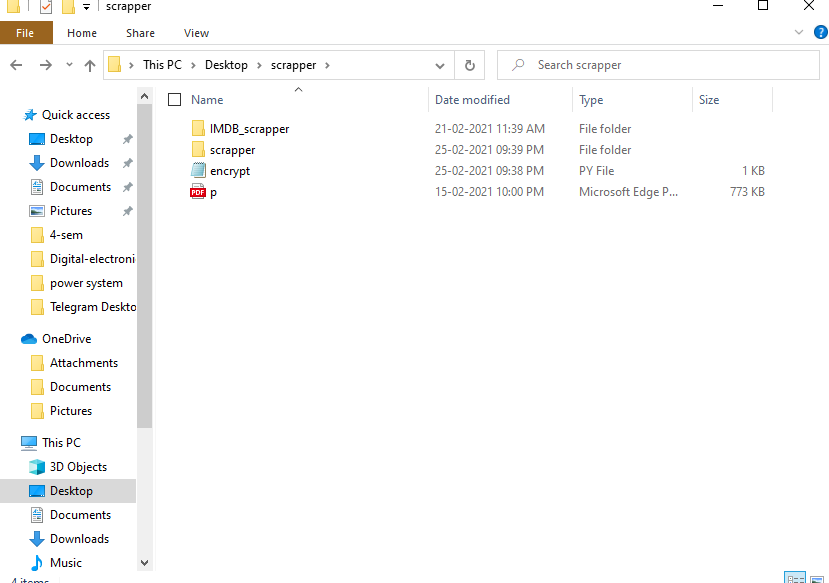 scrapper
File Home Share View
This PC Desktop scrapper
Search scrapper
Name Date modified Type Size
IMDB_scrapper 21-02-2021 11:39 AM File folder
scrapper 25-02-2021 09:39 PM File folder
encrypt 25-02-2021 09:38 PM PY File 1 KB
PDF p 15-02-2021 10:00 PM Microsoft Edge P... 773 KB
Quick access
Desktop
Downloads
Documents
Pictures
4-sem
Digital-electroni
power system
Telegram Deskto
OneDrive
Attachments
Documents
Pictures
This PC
3D Objects
Desktop
Documents
Downloads
Music
4 items